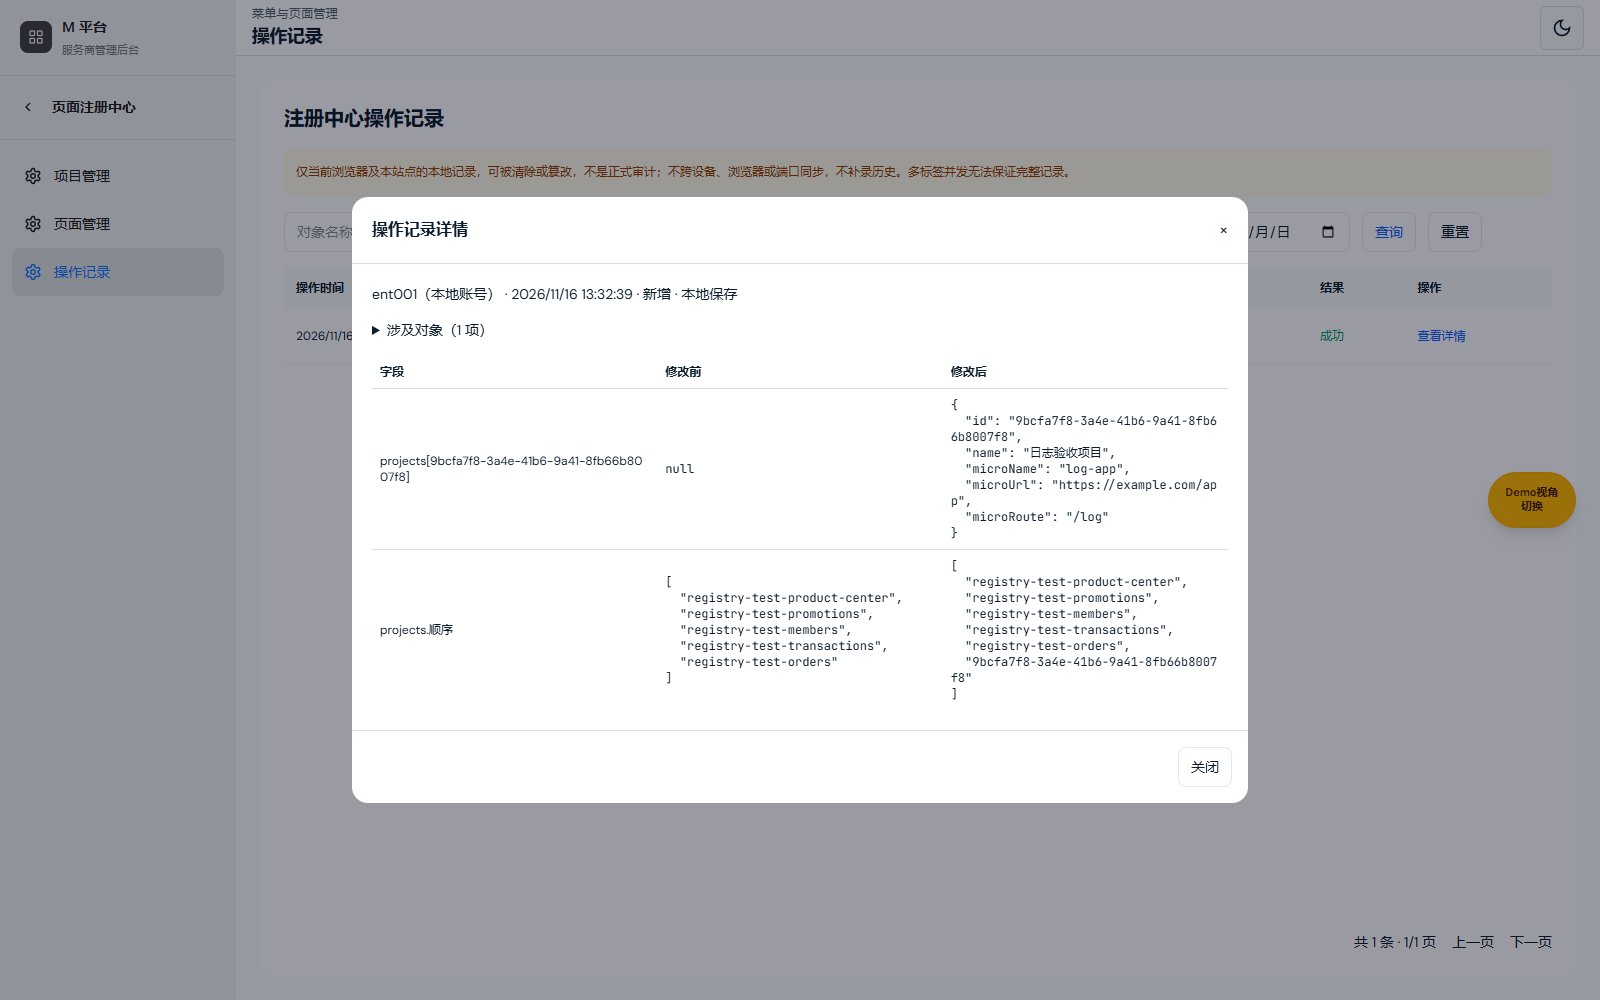 M 平台
服务商管理后台
页面注册中心
项目管理
页面管理
操作记录
菜单与页面管理
操作记录
注册中心操作记录
仅当前浏览器及本站点的本地记录，可被清除或篡改，不是正式审计；不跨设备、浏览器或端口同步，不补录历史。多标签并发无法保证完整记录。
对象名称
/月/日
查询
重置
操作时间
结果
操作
2026/11/16
成功
查看详情
操作记录详情
×
ent001（本地账号） · 2026/11/16 13:32:39 · 新增 · 本地保存
▶ 涉及对象（1 项）
字段
修改前
修改后
projects[9bcfa7f8-3a4e-41b6-9a41-8fb66b80
07f8]
null
{
"id": "9bcfa7f8-3a4e-41b6-9a41-8fb6
6b8007f8",
"name": "日志验收项目",
"microName": "log-app",
"microUrl": "https://example.com/ap
p",
"microRoute": "/log"
}
projects.顺序
[
"registry-test-product-center",
"registry-test-promotions",
"registry-test-members",
"registry-test-transactions",
"registry-test-orders"
]
[
"registry-test-product-center",
"registry-test-promotions",
"registry-test-members",
"registry-test-transactions",
"registry-test-orders",
"9bcfa7f8-3a4e-41b6-9a41-8fb66b8007
f8"
]
关闭
Demo视角
切换
共 1 条 · 1/1 页
上一页
下一页